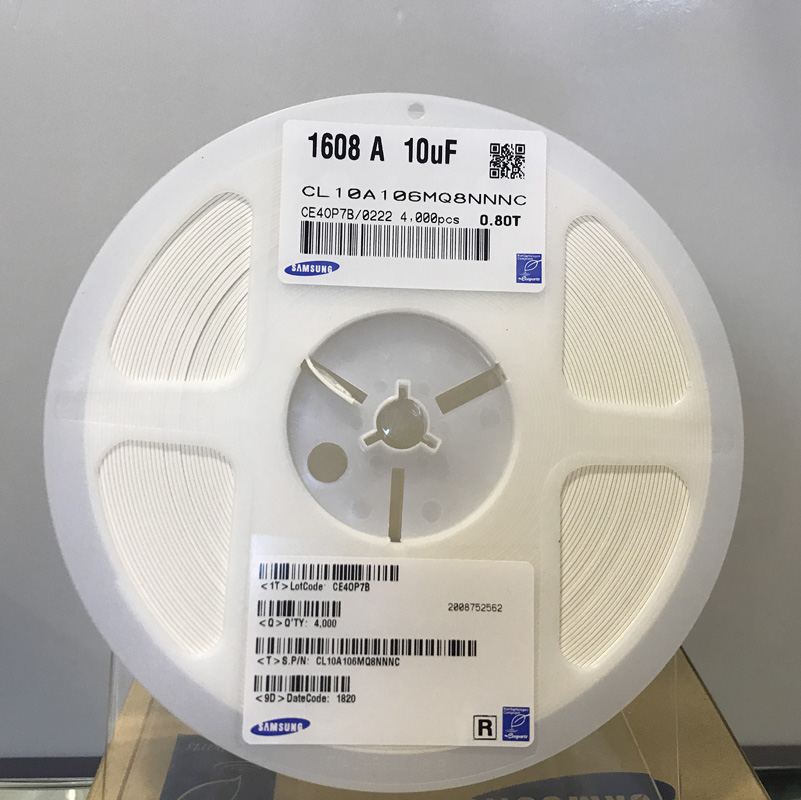 1608 A 10uF
CL10A106MQ8NNNC
CE40P7B/0222 4,000pcs 0.80T
SAMSUNG
<1T>LotCode: CE40P7B
2008752562
<Q>Q'TY: 4,000
<T>S.P/N: CL10A106MQ8NNNC
<9D>DateCode: 1820
SAMSUNG
R